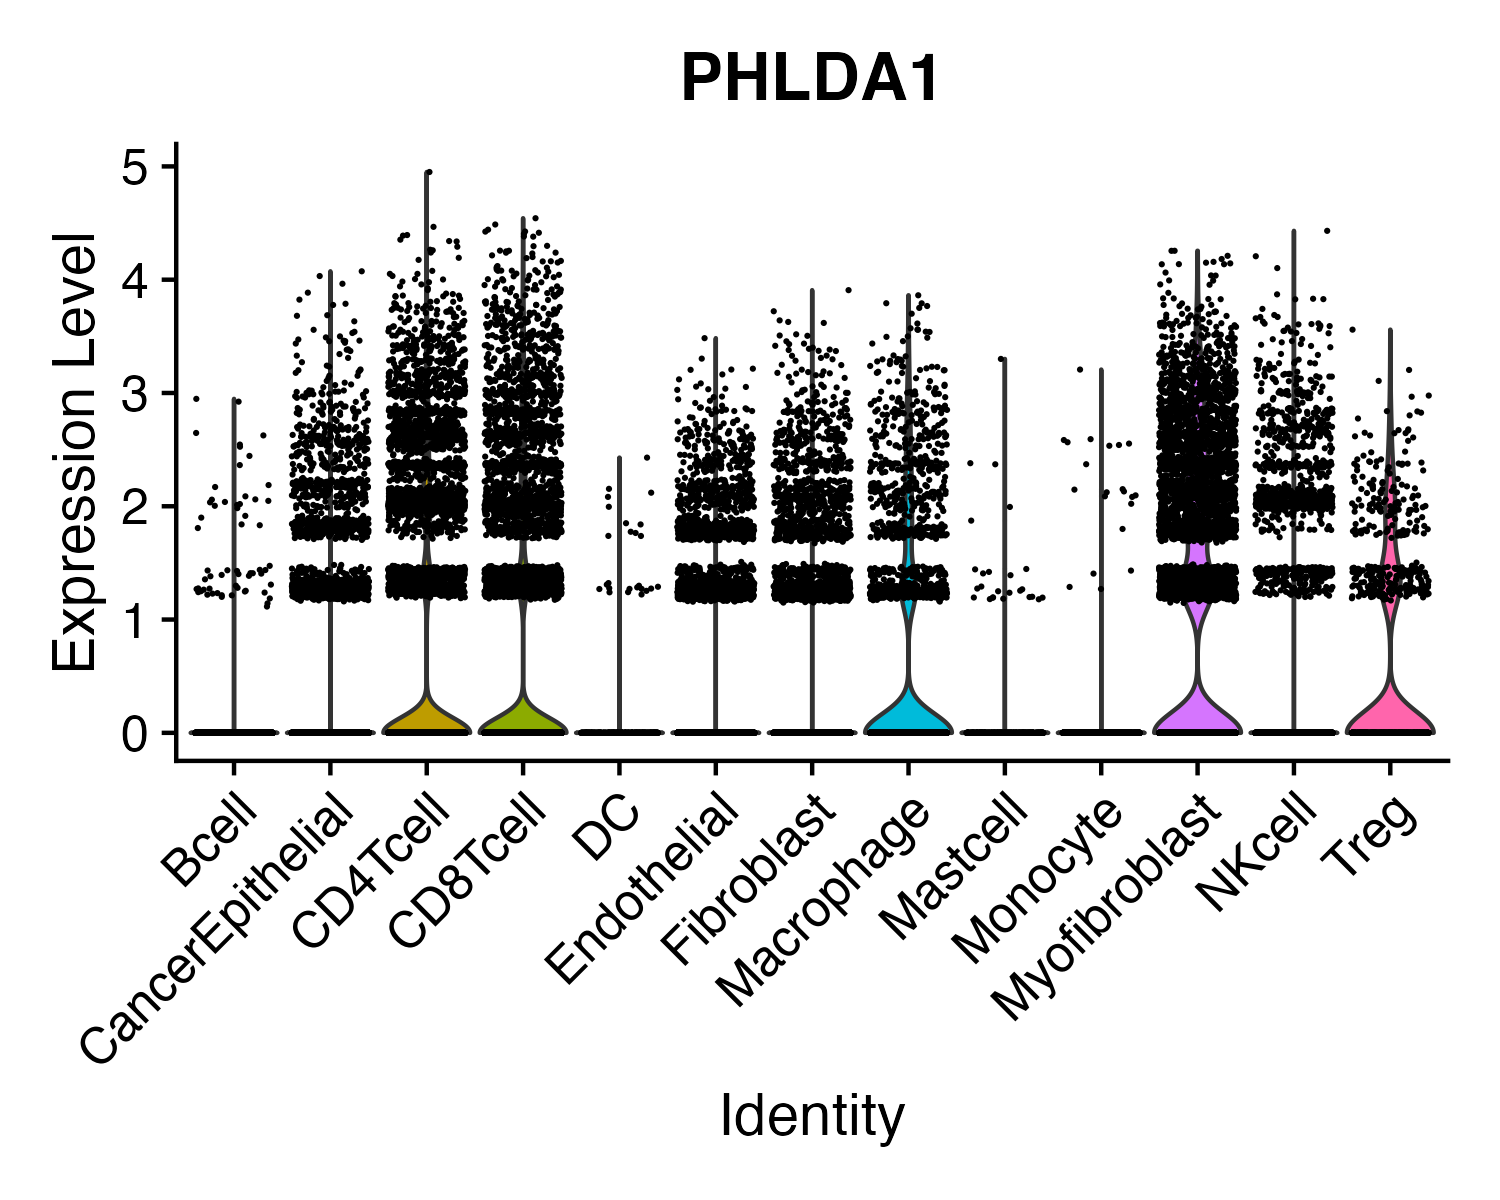 PHLDA1
Expression Level
5
4
3
2
1
0
Bcell
CancerEpithelial
CD4Tcell
CD8Tcell
DC
Endothelial
Fibroblast
Macrophage
Mastcell
Monocyte
Myofibroblast
NKcell
Treg
Identity